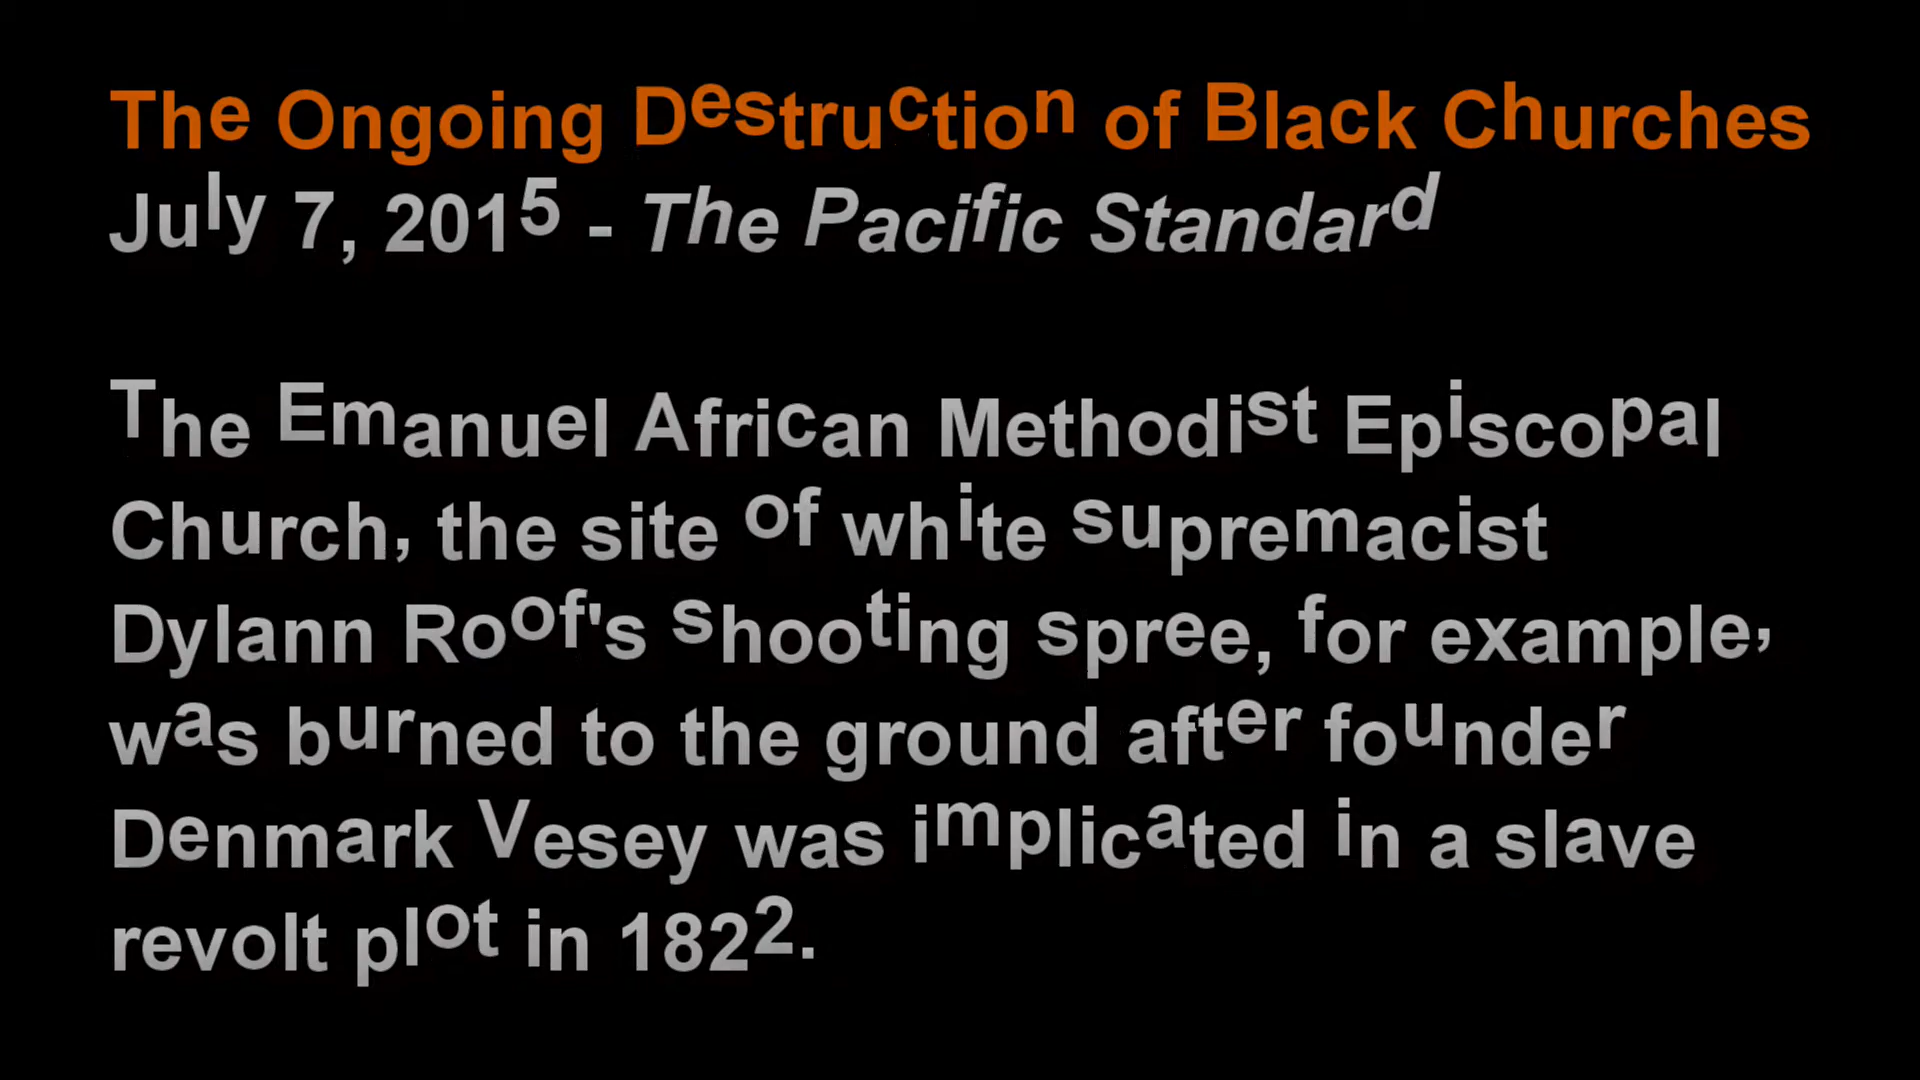 The Ongoing Destruction of Black Churches
July 7, 2015 - The Pacific Standard
The Emanuel African Methodist Episcopal
Church, the site of white supremacist
Dylann Roof's shooting spree, for example,
was burned to the ground after founder
Denmark Vesey was implicated in a slave
revolt plot in 1822.